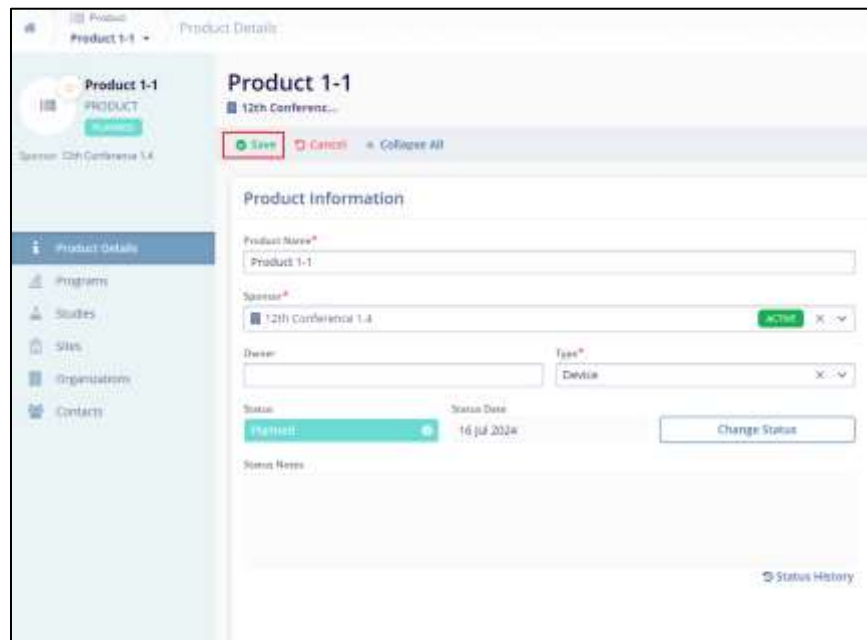 Product
Product 1-1
Product Details
Product 1-1
PRODUCT
PLANNED
Sponsor: 12th Conference 1.4
Product Details
Programs
Studies
Sites
Organizations
Contacts
Product 1-1
12th Conferenc...
Save Cancel Collapse All
Product Information
Product Name*
Product 1-1
Sponsor*
12th Conference 1.4 ACTIVE
Owner Type*
Device
Status Status Date
Planned 16 Jul 2024 Change Status
Status Notes
Status History